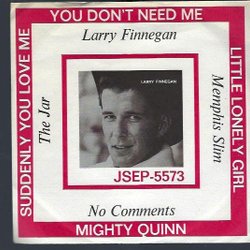 YOU DON'T NEED ME
Larry Finnegan
SUDDENLY YOU LOVE ME
The Jar
LARRY FINNEGAN
JSEP-5573
Memphis Slim
LITTLE LONELY GIRL
No Comments
MIGHTY QUINN